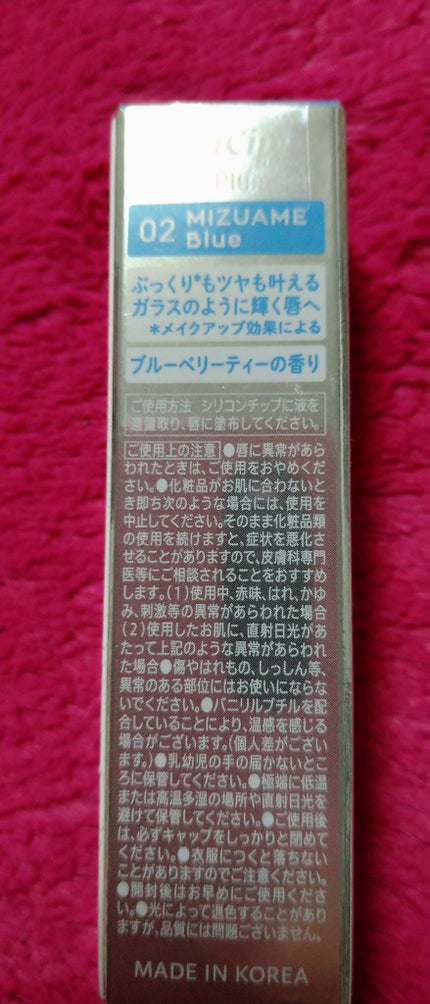 02 MIZUAME
Blue
ぷっくり*もツヤも叶える
ガラスのように輝く唇へ
*メイクアップ効果による
ブルーベリーティーの香り
ご使用方法 シリコンチップに液を
適量取り、唇に塗布してください。
ご使用上の注意 ●唇に異常があら
われたときは、ご使用をおやめくだ
さい。●化粧品がお肌に合わないと
き即ち次のような場合には、使用を
中止してください。そのまま化粧品類
の使用を続けますと、症状を悪化さ
せることがありますので、皮膚科専門
医等にご相談されることをおすすめ
します。(1)使用中、赤味、はれ、かゆ
み、刺激等の異常があらわれた場合
(2)使用したお肌に、直射日光があ
たって上記のような異常があらわれ
た場合●傷やはれもの、しっしん等、
異常のある部位にはお使いにならな
いでください。●バニリルブチルを配
合していることにより、温感を感じる
場合がございます。(個人差がござい
ます。)●乳幼児の手の届かないとこ
ろに保管してください。●極端に低温
または高温多湿の場所や直射日光を
避けて保管してください。●ご使用後
は、必ずキャップをしっかりと閉めて
ください。●衣服につくと落ちない
ことがありますのでご注意ください。
●開封後はお早めにご使用くださ
い。●光によって退色することがあり
ますが、品質には問題ございません。
MADE IN KOREA